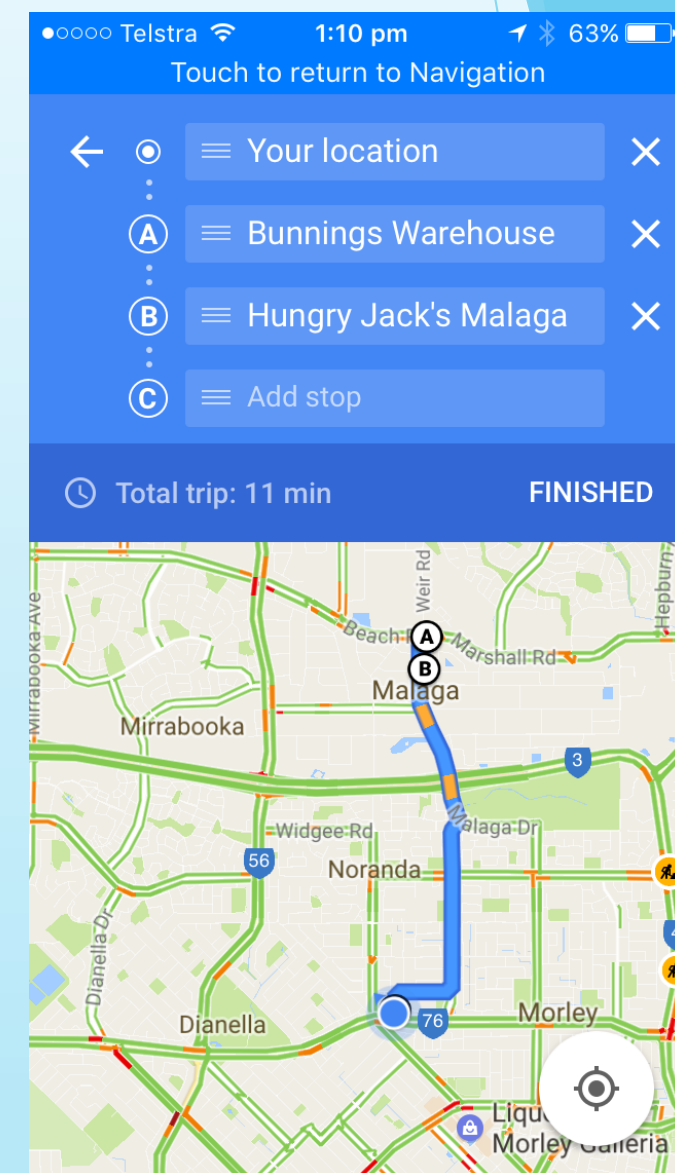 Telstra 1:10 pm 63%
Touch to return to Navigation
Your location
A Bunnings Warehouse
B Hungry Jack's Malaga
C Add stop
Total trip: 11 min FINISHED
Weir Rd
Hepburn
Mirrabooka Ave
Beach
A
Marshall Rd
B
Malaga
Mirrabooka
3
Malaga Dr
Widgee Rd
56
Noranda
Dianella Dr
4
Morley
76
Dianella
Liqu
Morley Galleria